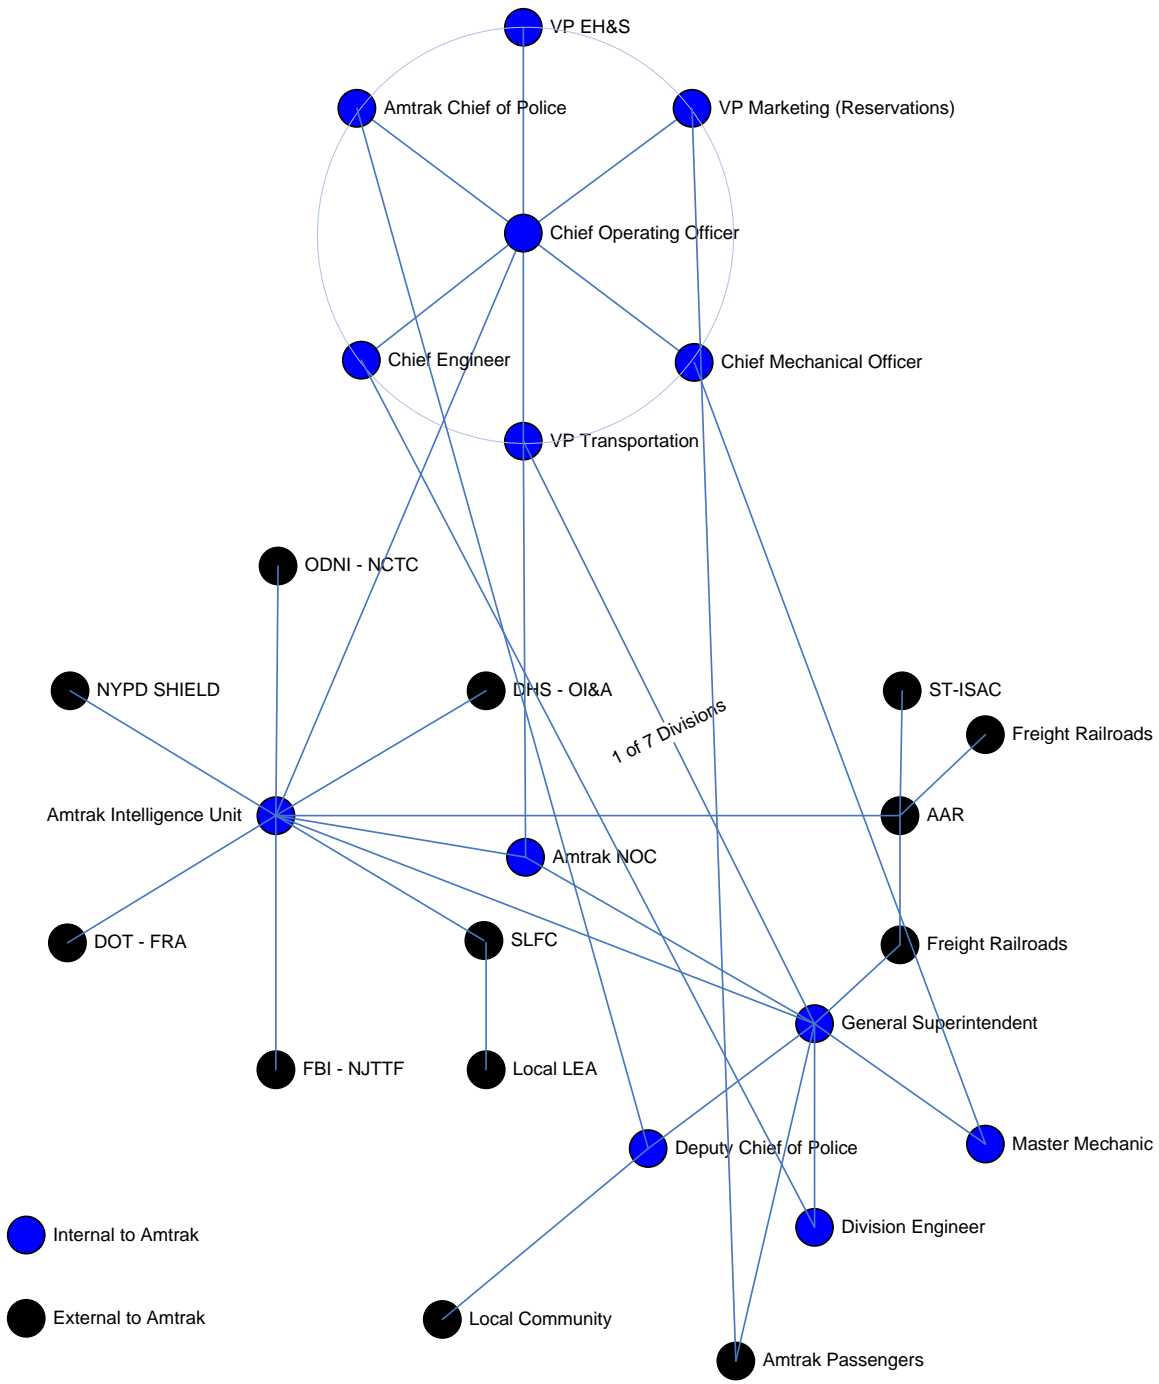 VP EH&S
Amtrak Chief of Police
VP Marketing (Reservations)
Chief Operating Officer
Chief Engineer
Chief Mechanical Officer
VP Transportation
ODNI - NCTC
NYPD SHIELD
DHS - OI&A
ST-ISAC
1 of 7 Divisions
Freight Railroads
Amtrak Intelligence Unit
AAR
Amtrak NOC
DOT - FRA
SLFC
Freight Railroads
General Superintendent
FBI - NJTTF
Local LEA
Deputy Chief of Police
Master Mechanic
Division Engineer
Internal to Amtrak
External to Amtrak
Local Community
Amtrak Passengers